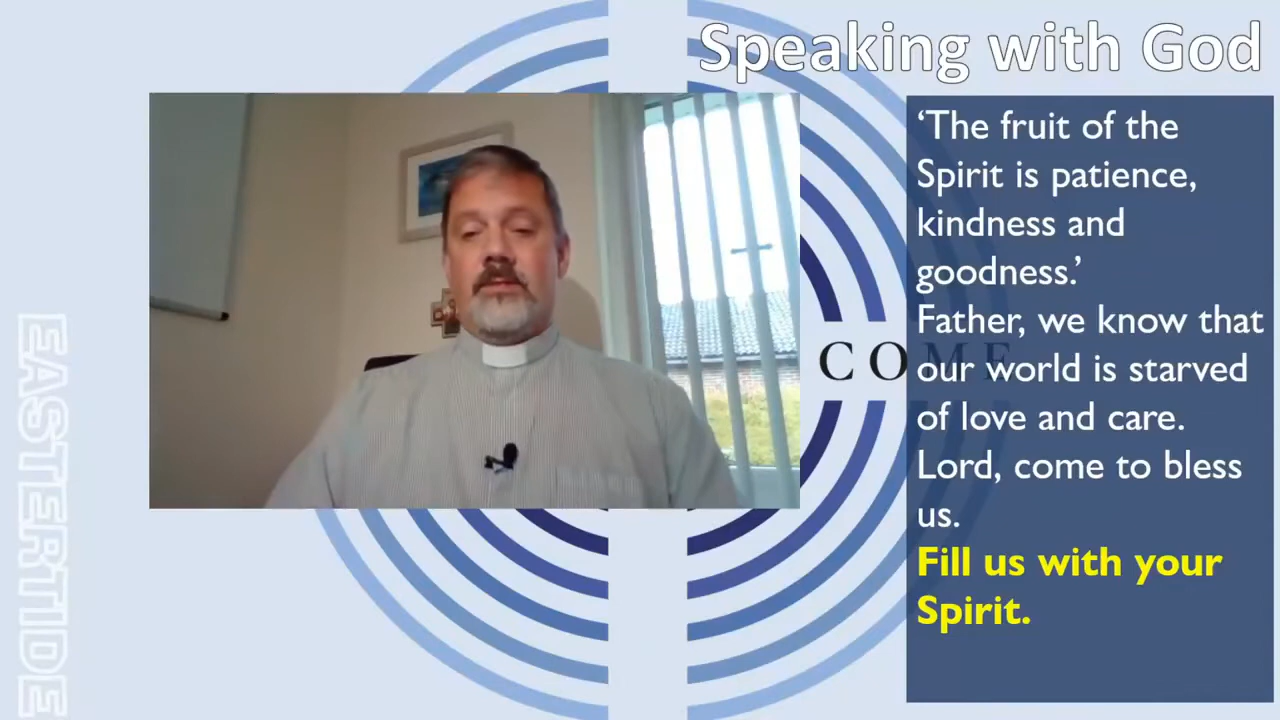 Speaking with God
‘The fruit of the
Spirit is patience,
kindness and
goodness.’
Father, we know that
our world is starved
of love and care.
Lord, come to bless
us.
Fill us with your
Spirit.
COME
EASTERTIDE